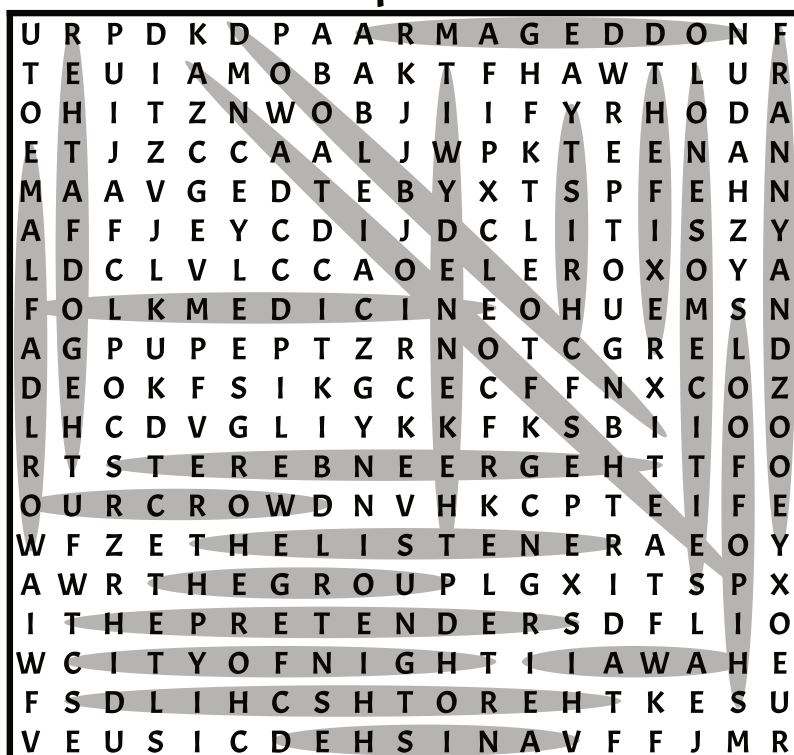 U R P D K D P A A R M A G E D D O N F
T E U I A M O B A K T F H A W T L U R
O H I T Z N W O B J I I F Y R H O D A
E T J Z C C A A L J W P K T E E N A N
M A A V G E D T E B Y X T S P F E H N
A F F J E Y C D I J D C L I T I S Z Y
L D C L V L C C A O E L E R O X O Y A
F O L K M E D I C I N E O H U E M S N
A G P U P E P T Z R N O T C G R E L D
D E O K F S I K G C E C F F N X C O Z
L H C D V G L I Y K K F K S B I I O O
R T S T E R E B N E E R G E H T T F O
O U R C R O W D N V H K C P T E I F E
W F Z E T H E L I S T E N E R A E O Y
A W R T H E G R O U P L G X I T S P X
I T H E P R E T E N D E R S D F L I O
W C I T Y O F N I G H T I I A W A H E
F S D L I H C S H T O R E H T K E S U
V E U S I C D E H S I N A V F F J M R